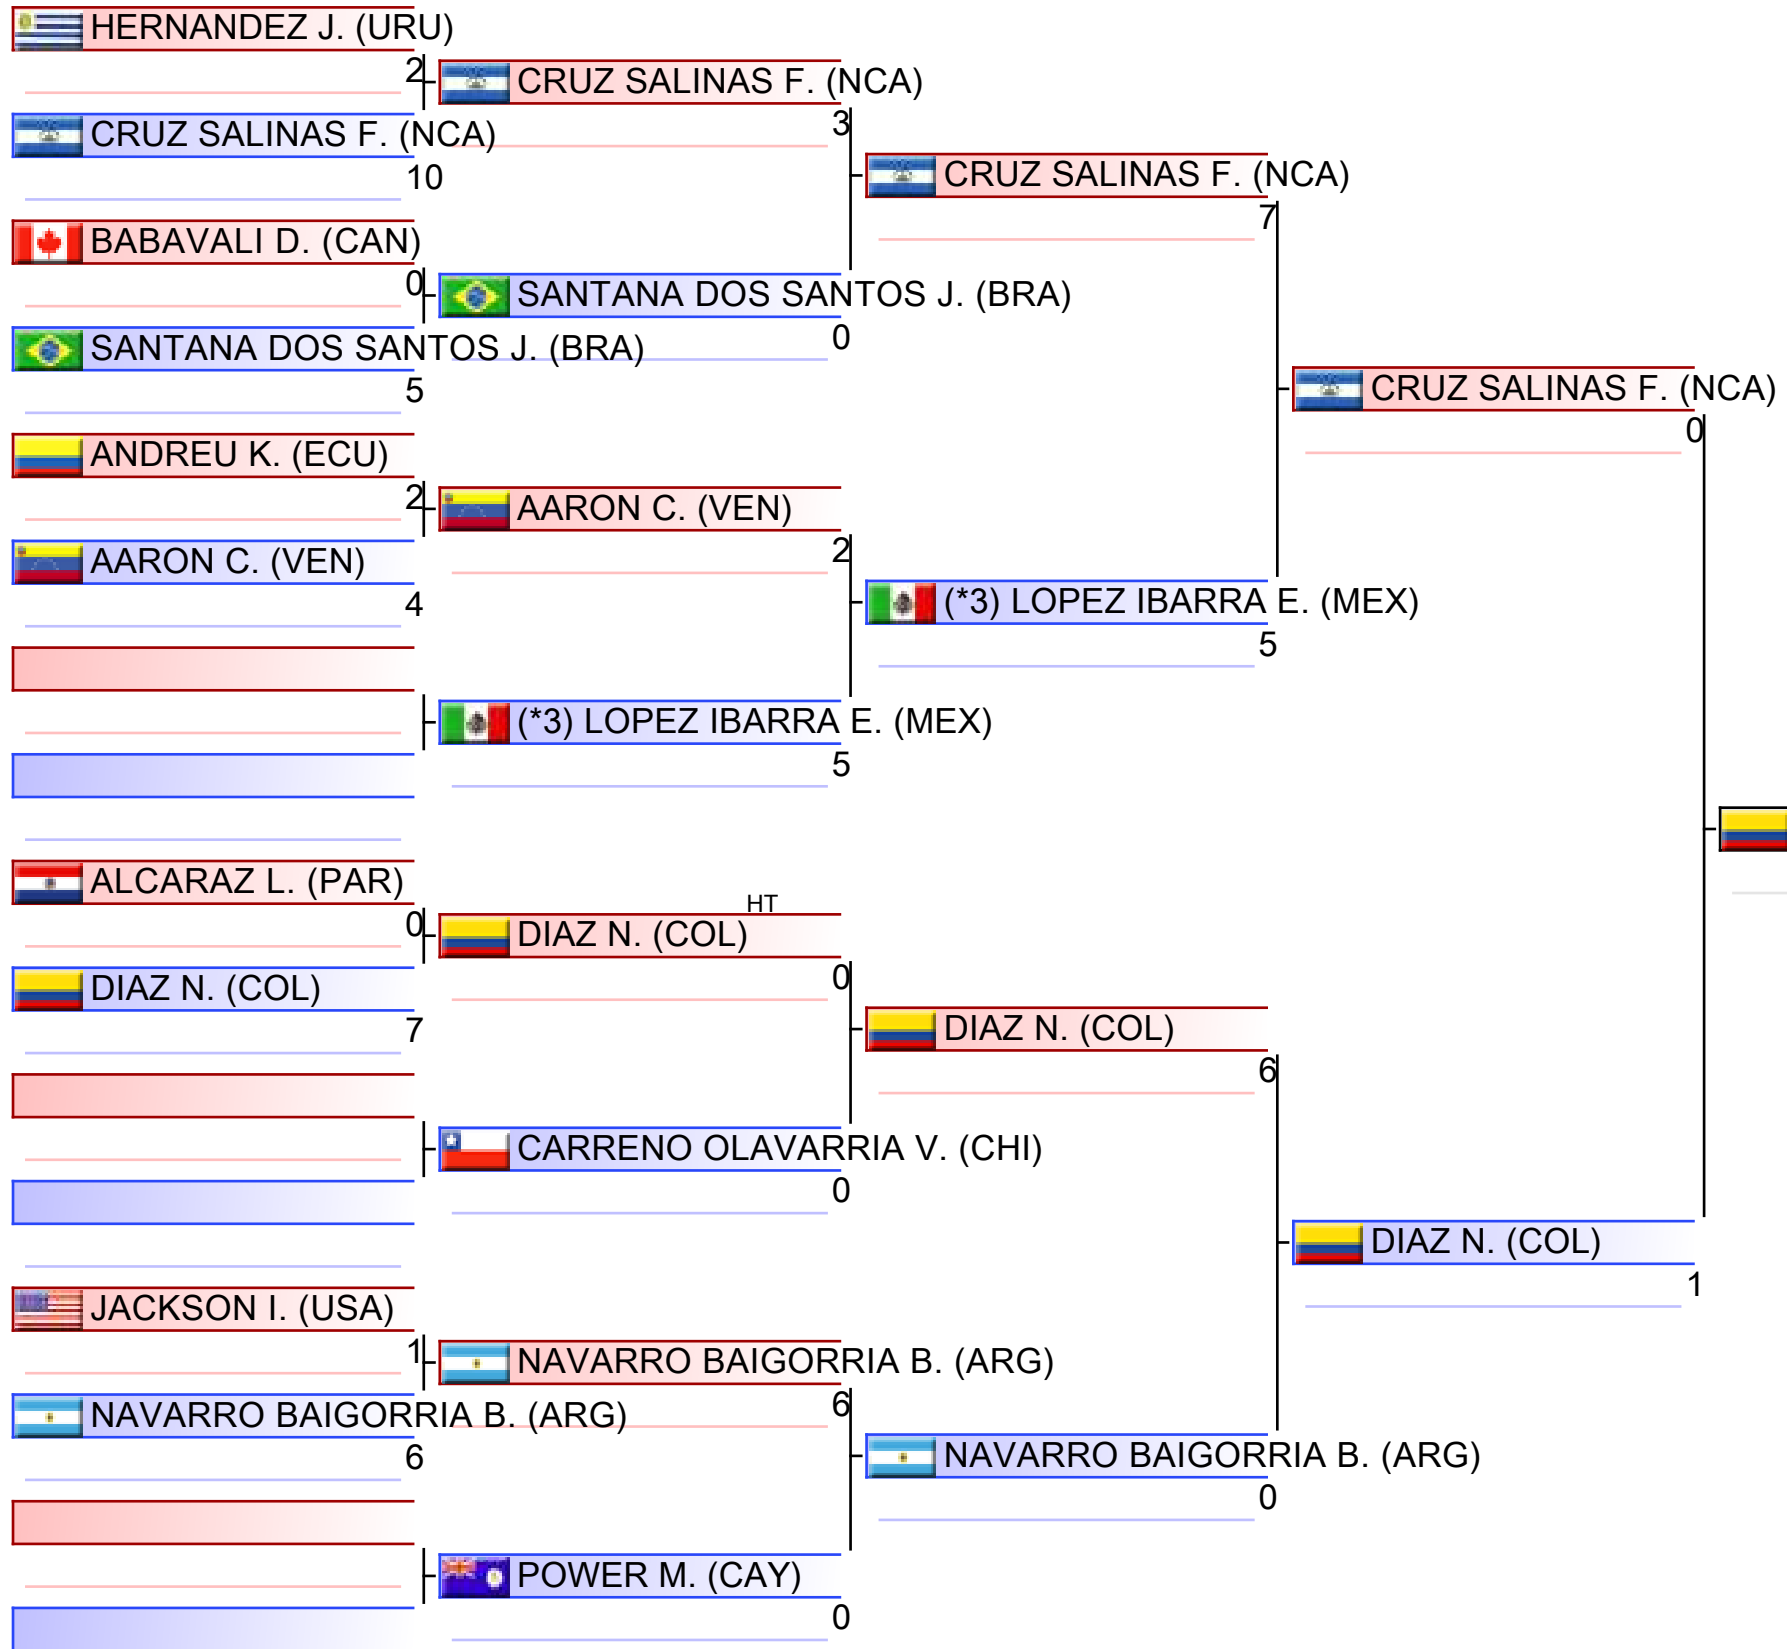 HERNANDEZ J. (URU)
2
CRUZ SALINAS F. (NCA)
10
BABAVALI D. (CAN)
0
SANTANA DOS SANTOS J. (BRA)
5
ANDREU K. (ECU)
2
AARON C. (VEN)
4
ALCARAZ L. (PAR)
0
DIAZ N. (COL)
7
JACKSON I. (USA)
1
NAVARRO BAIGORRIA B. (ARG)
6
CRUZ SALINAS F. (NCA)
3
SANTANA DOS SANTOS J. (BRA)
0
AARON C. (VEN)
2
(*3) LOPEZ IBARRA E. (MEX)
5
HT
DIAZ N. (COL)
0
CARRENO OLAVARRIA V. (CHI)
0
NAVARRO BAIGORRIA B. (ARG)
6
POWER M. (CAY)
0
CRUZ SALINAS F. (NCA)
7
(*3) LOPEZ IBARRA E. (MEX)
5
DIAZ N. (COL)
6
NAVARRO BAIGORRIA B. (ARG)
0
CRUZ SALINAS F. (NCA)
0
DIAZ N. (COL)
1